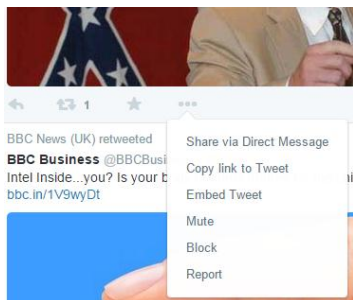 1
BBC News (UK) retweeted
Share via Direct Message
BBC Business @BBCBusi
Copy link to Tweet
Intel Inside...you? Is your b
bbc.in/1V9wyDt
Embed Tweet
Mute
Block
Report